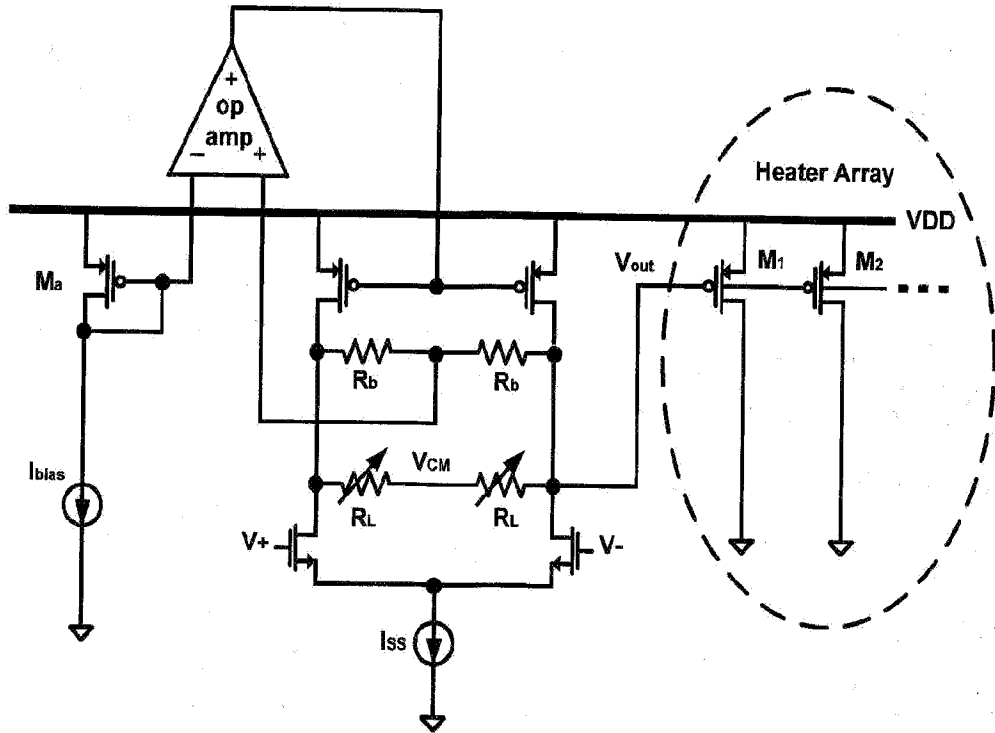 +
op
amp
− +
Heater Array
VDD
Ma
Vout
M1
M2
Rb
Rb
Ibias
VCM
RL
RL
V+
V-
ISS